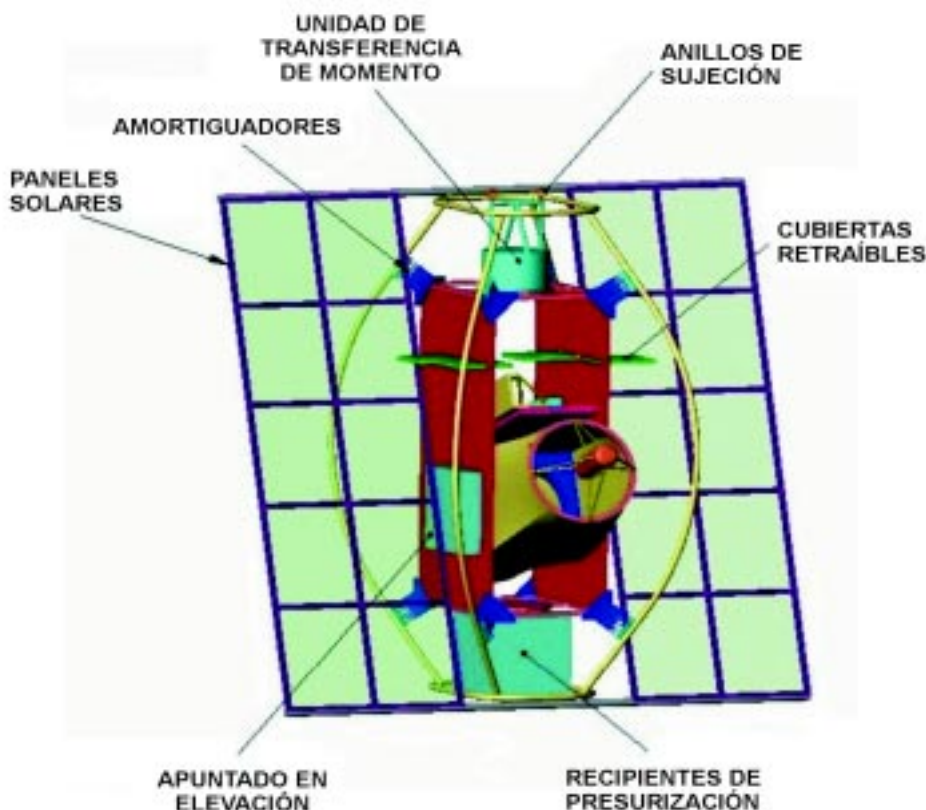 UNIDAD DE
TRANSFERENCIA
DE MOMENTO
ANILLOS DE
SUJECIÓN
AMORTIGUADORES
PANELES
SOLARES
CUBIERTAS
RETRAÍBLES
APUNTADO EN
ELEVACIÓN
RECIPIENTES DE
PRESURIZACIÓN